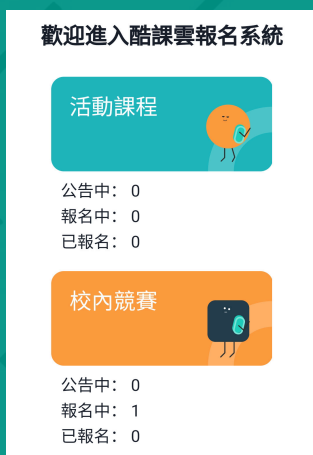 歡迎進入酷課雲報名系統
活動課程
公告中： 0
報名中： 0
已報名： 0
校內競賽
公告中： 0
報名中： 1
已報名： 0